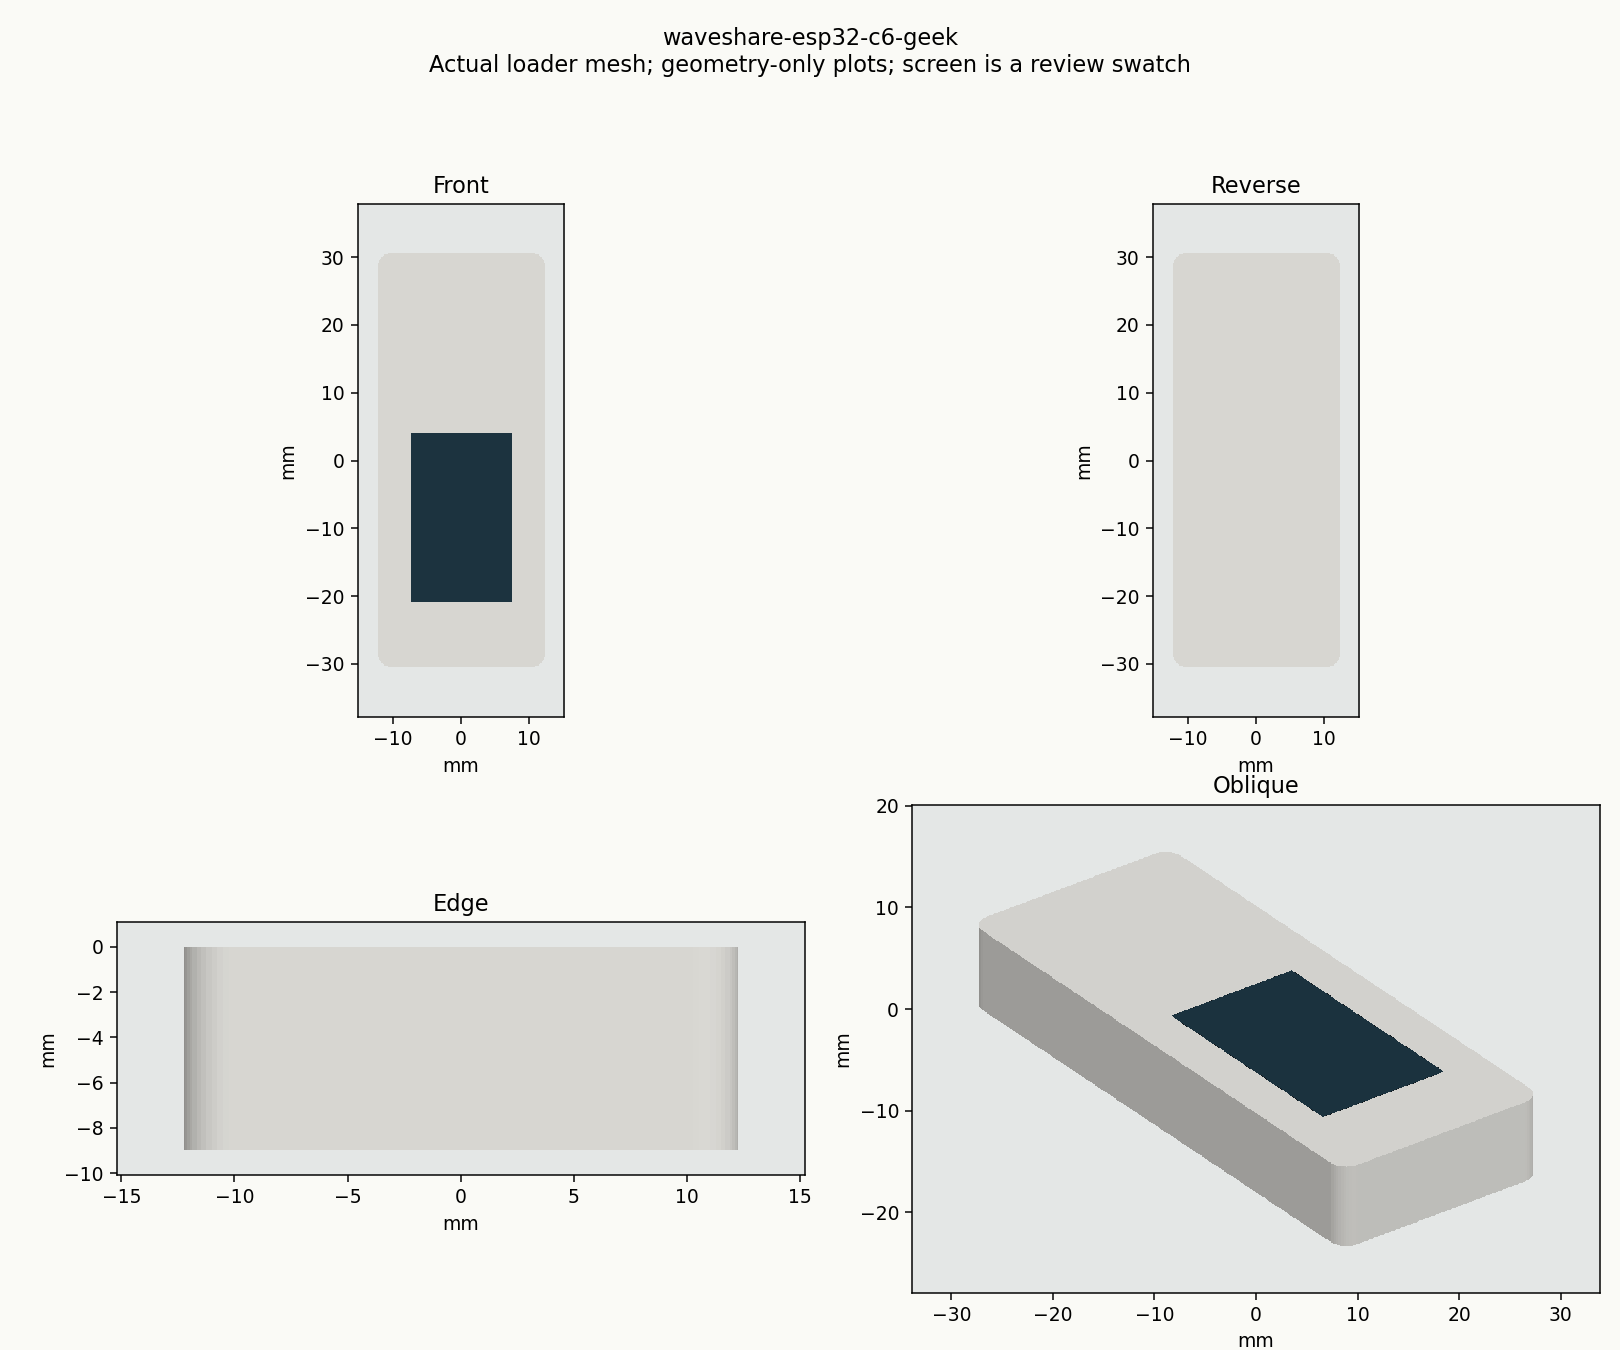 waveshare-esp32-c6-geek
Actual loader mesh; geometry-only plots; screen is a review swatch
Front
30
20
10
0
−10
−20
−30
mm
−10 0 10
mm
Reverse
30
20
10
0
−10
−20
−30
mm
−10 0 10
mm
Edge
0
−2
−4
−6
−8
−10
mm
−15 −10 −5 0 5 10 15
mm
Oblique
20
10
0
−10
−20
mm
−30 −20 −10 0 10 20 30
mm